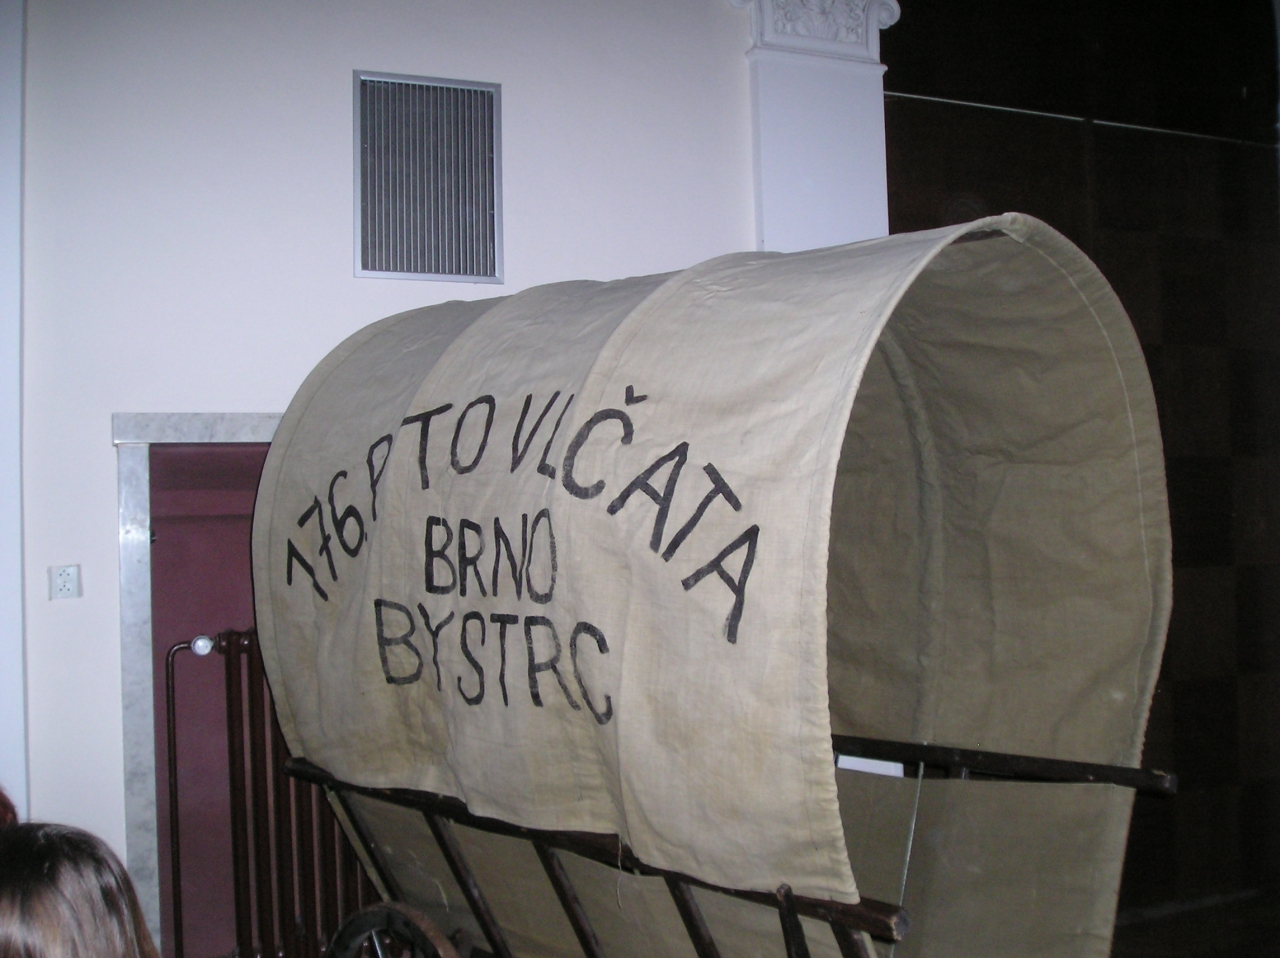 176. PTO VLČATA
BRNO
BYSTRC